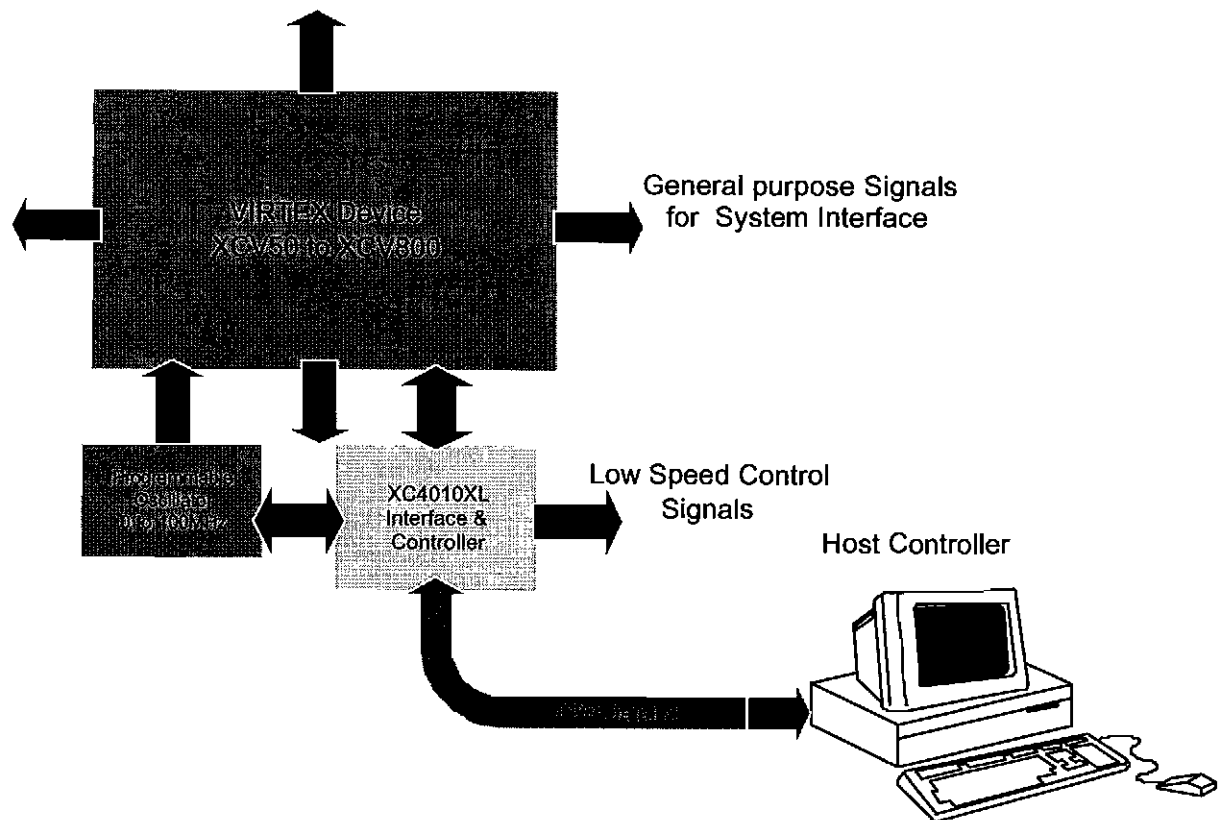 VIRTEX Device
XCV50 to XCV800
General purpose Signals
for System Interface
Programmable
Oscillator
to 100MHz
XC4010XL
Interface &
Controller
Low Speed Control
Signals
Host Controller